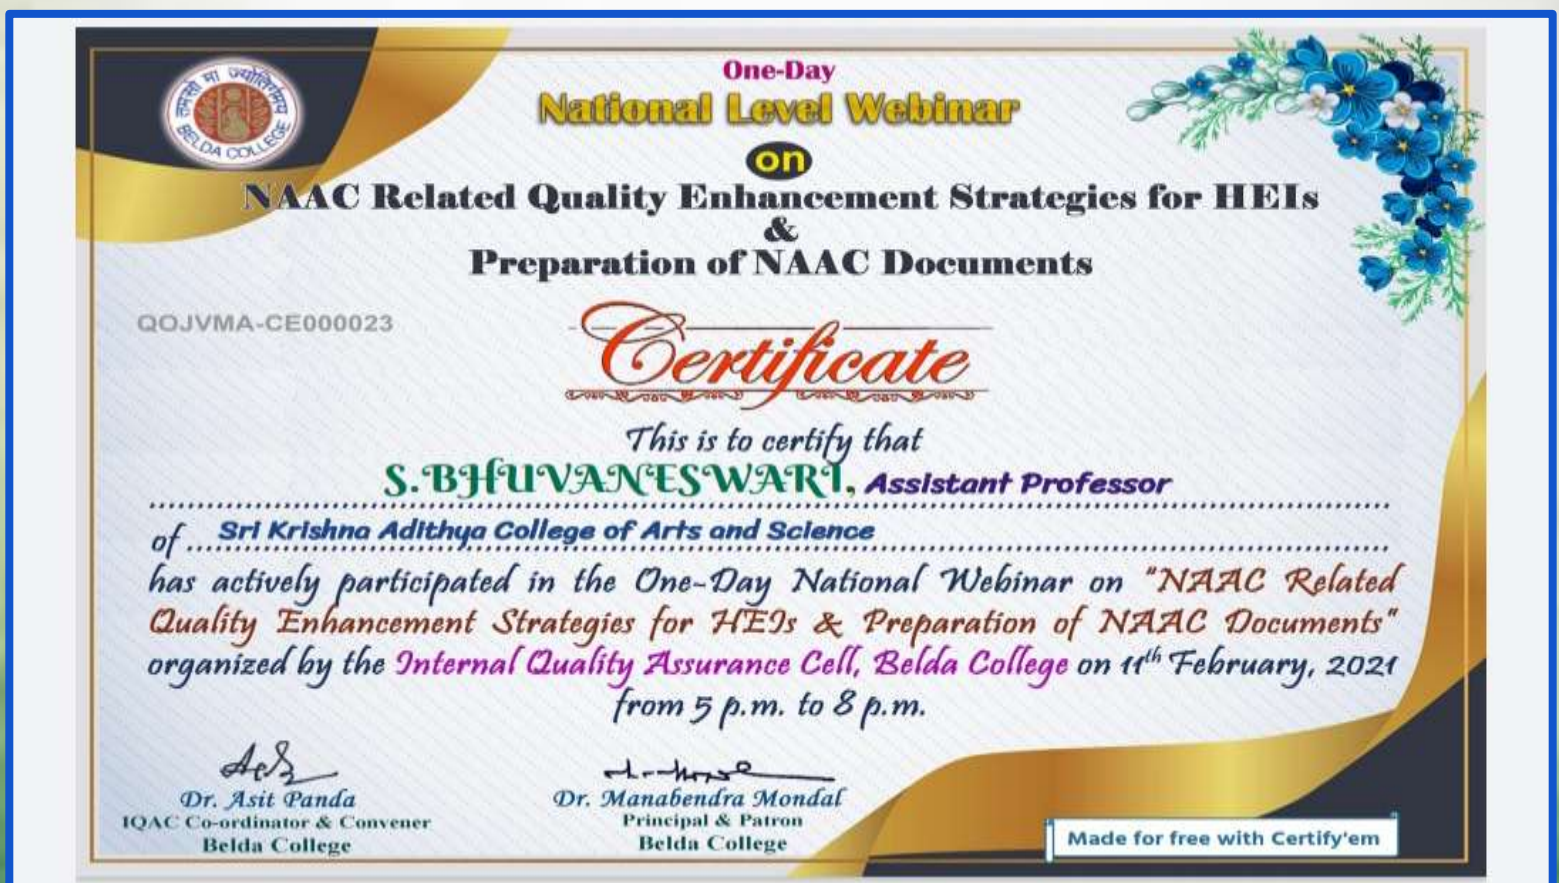 तमसो मा ज्योतिर्गमय
BELDA COLLEGE
One-Day
National Level Webinar
on
NAAC Related Quality Enhancement Strategies for HEIs
&
Preparation of NAAC Documents
QOJVMA-CE000023
Certificate
This is to certify that
S.BHUVANESWARI, Assistant Professor
of Sri Krishna Adithya College of Arts and Science
has actively participated in the One-Day National Webinar on "NAAC Related
Quality Enhancement Strategies for HEIs & Preparation of NAAC Documents"
organized by the Internal Quality Assurance Cell, Belda College on 11th February, 2021
from 5 p.m. to 8 p.m.
Dr. Asit Panda
IQAC Co-ordinator & Convener
Belda College
Dr. Manabendra Mondal
Principal & Patron
Belda College
Made for free with Certify'em